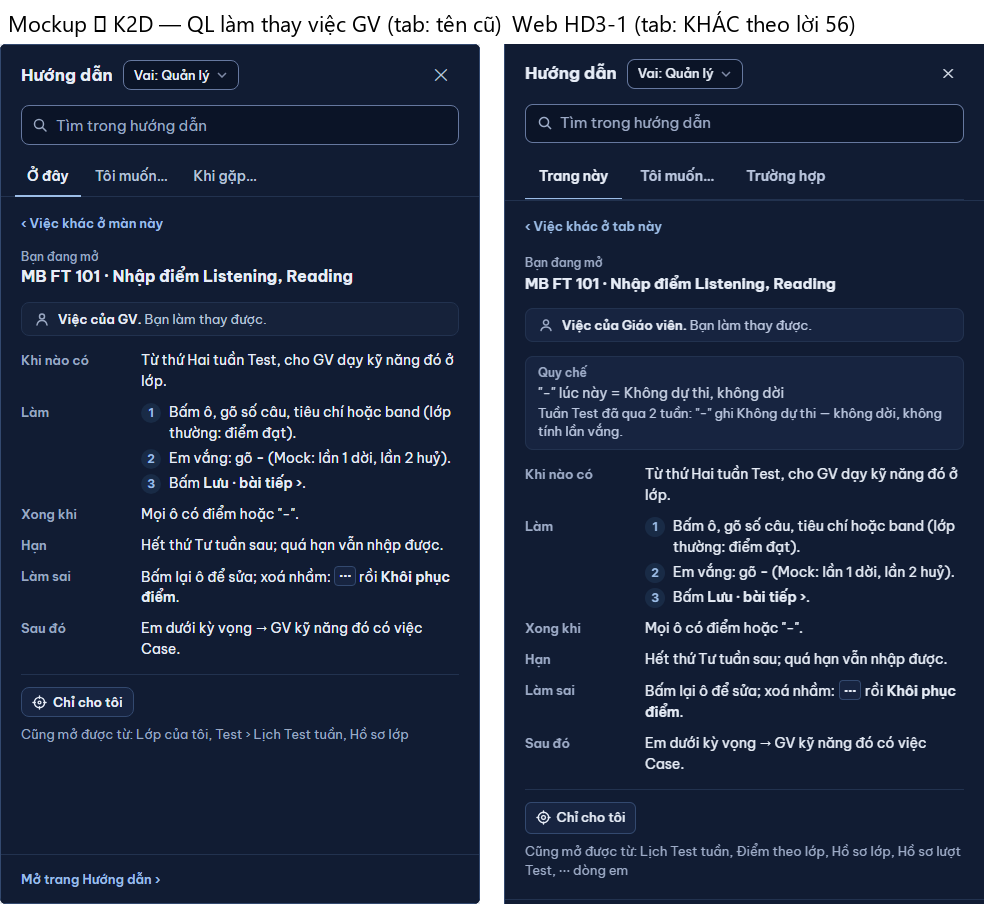 Mockup ▯ K2D — QL làm thay việc GV (tab: tên cũ)
Hướng dẫn
Vai: Quản lý
Tìm trong hướng dẫn
Ở đây
Tôi muốn...
Khi gặp...
‹ Việc khác ở màn này
Bạn đang mở
MB FT 101 · Nhập điểm Listening, Reading
Việc của GV. Bạn làm thay được.
Khi nào có
Từ thứ Hai tuần Test, cho GV dạy kỹ năng đó ở
lớp.
Làm
1 Bấm ô, gõ số câu, tiêu chí hoặc band (lớp
thường: điểm đạt).
2 Em vắng: gõ - (Mock: lần 1 dời, lần 2 huỷ).
3 Bấm Lưu · bài tiếp ›.
Xong khi
Mọi ô có điểm hoặc "-".
Hạn
Hết thứ Tư tuần sau; quá hạn vẫn nhập được.
Làm sai
Bấm lại ô để sửa; xoá nhầm: ··· rồi Khôi phục
điểm.
Sau đó
Em dưới kỳ vọng → GV kỹ năng đó có việc
Case.
Chỉ cho tôi
Cũng mở được từ: Lớp của tôi, Test › Lịch Test tuần, Hồ sơ lớp
Mở trang Hướng dẫn ›
Web HD3-1 (tab: KHÁC theo lời 56)
Hướng dẫn
Vai: Quản lý
Tìm trong hướng dẫn
Trang này
Tôi muốn...
Trường hợp
‹ Việc khác ở tab này
Bạn đang mở
MB FT 101 · Nhập điểm Listening, Reading
Việc của Giáo viên. Bạn làm thay được.
Quy chế
"-" lúc này = Không dự thi, không dời
Tuần Test đã qua 2 tuần: "-" ghi Không dự thi — không dời, không
tính lần vắng.
Khi nào có
Từ thứ Hai tuần Test, cho GV dạy kỹ năng đó ở
lớp.
Làm
1 Bấm ô, gõ số câu, tiêu chí hoặc band (lớp
thường: điểm đạt).
2 Em vắng: gõ - (Mock: lần 1 dời, lần 2 huỷ).
3 Bấm Lưu · bài tiếp ›.
Xong khi
Mọi ô có điểm hoặc "-".
Hạn
Hết thứ Tư tuần sau; quá hạn vẫn nhập được.
Làm sai
Bấm lại ô để sửa; xoá nhầm: ··· rồi Khôi phục
điểm.
Sau đó
Em dưới kỳ vọng → GV kỹ năng đó có việc
Case.
Chỉ cho tôi
Cũng mở được từ: Lịch Test tuần, Điểm theo lớp, Hồ sơ lớp, Hồ sơ lượt
Test, ··· dòng em